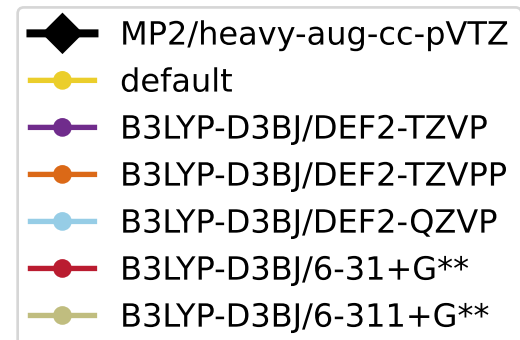 MP2/heavy-aug-cc-pVTZ
default
B3LYP-D3BJ/DEF2-TZVP
B3LYP-D3BJ/DEF2-TZVPP
B3LYP-D3BJ/DEF2-QZVP
B3LYP-D3BJ/6-31+G**
B3LYP-D3BJ/6-311+G**